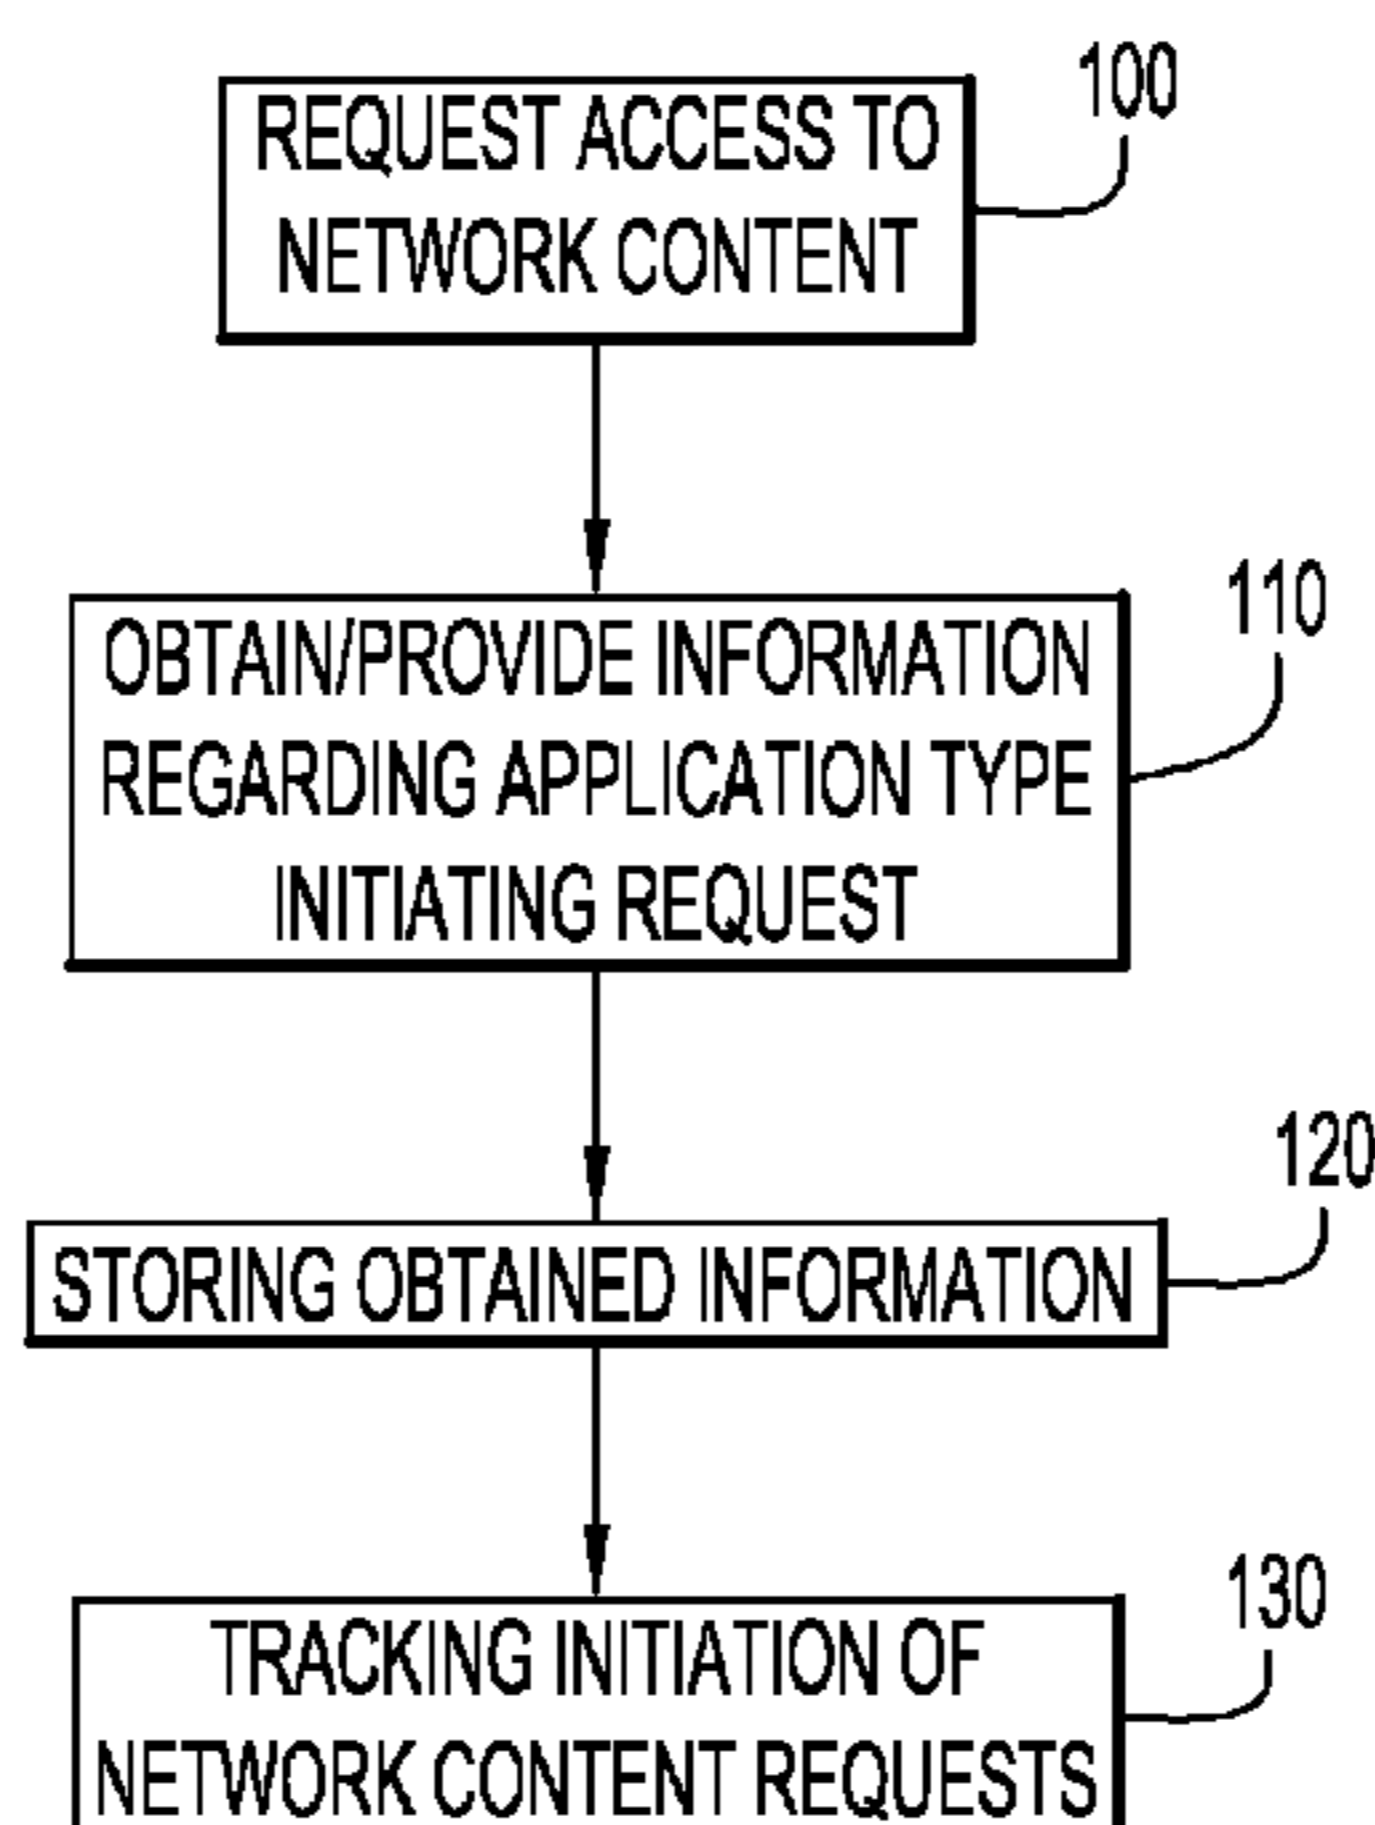 100
REQUEST ACCESS TO
NETWORK CONTENT
110
OBTAIN/PROVIDE INFORMATION
REGARDING APPLICATION TYPE
INITIATING REQUEST
120
STORING OBTAINED INFORMATION
130
TRACKING INITIATION OF
NETWORK CONTENT REQUESTS